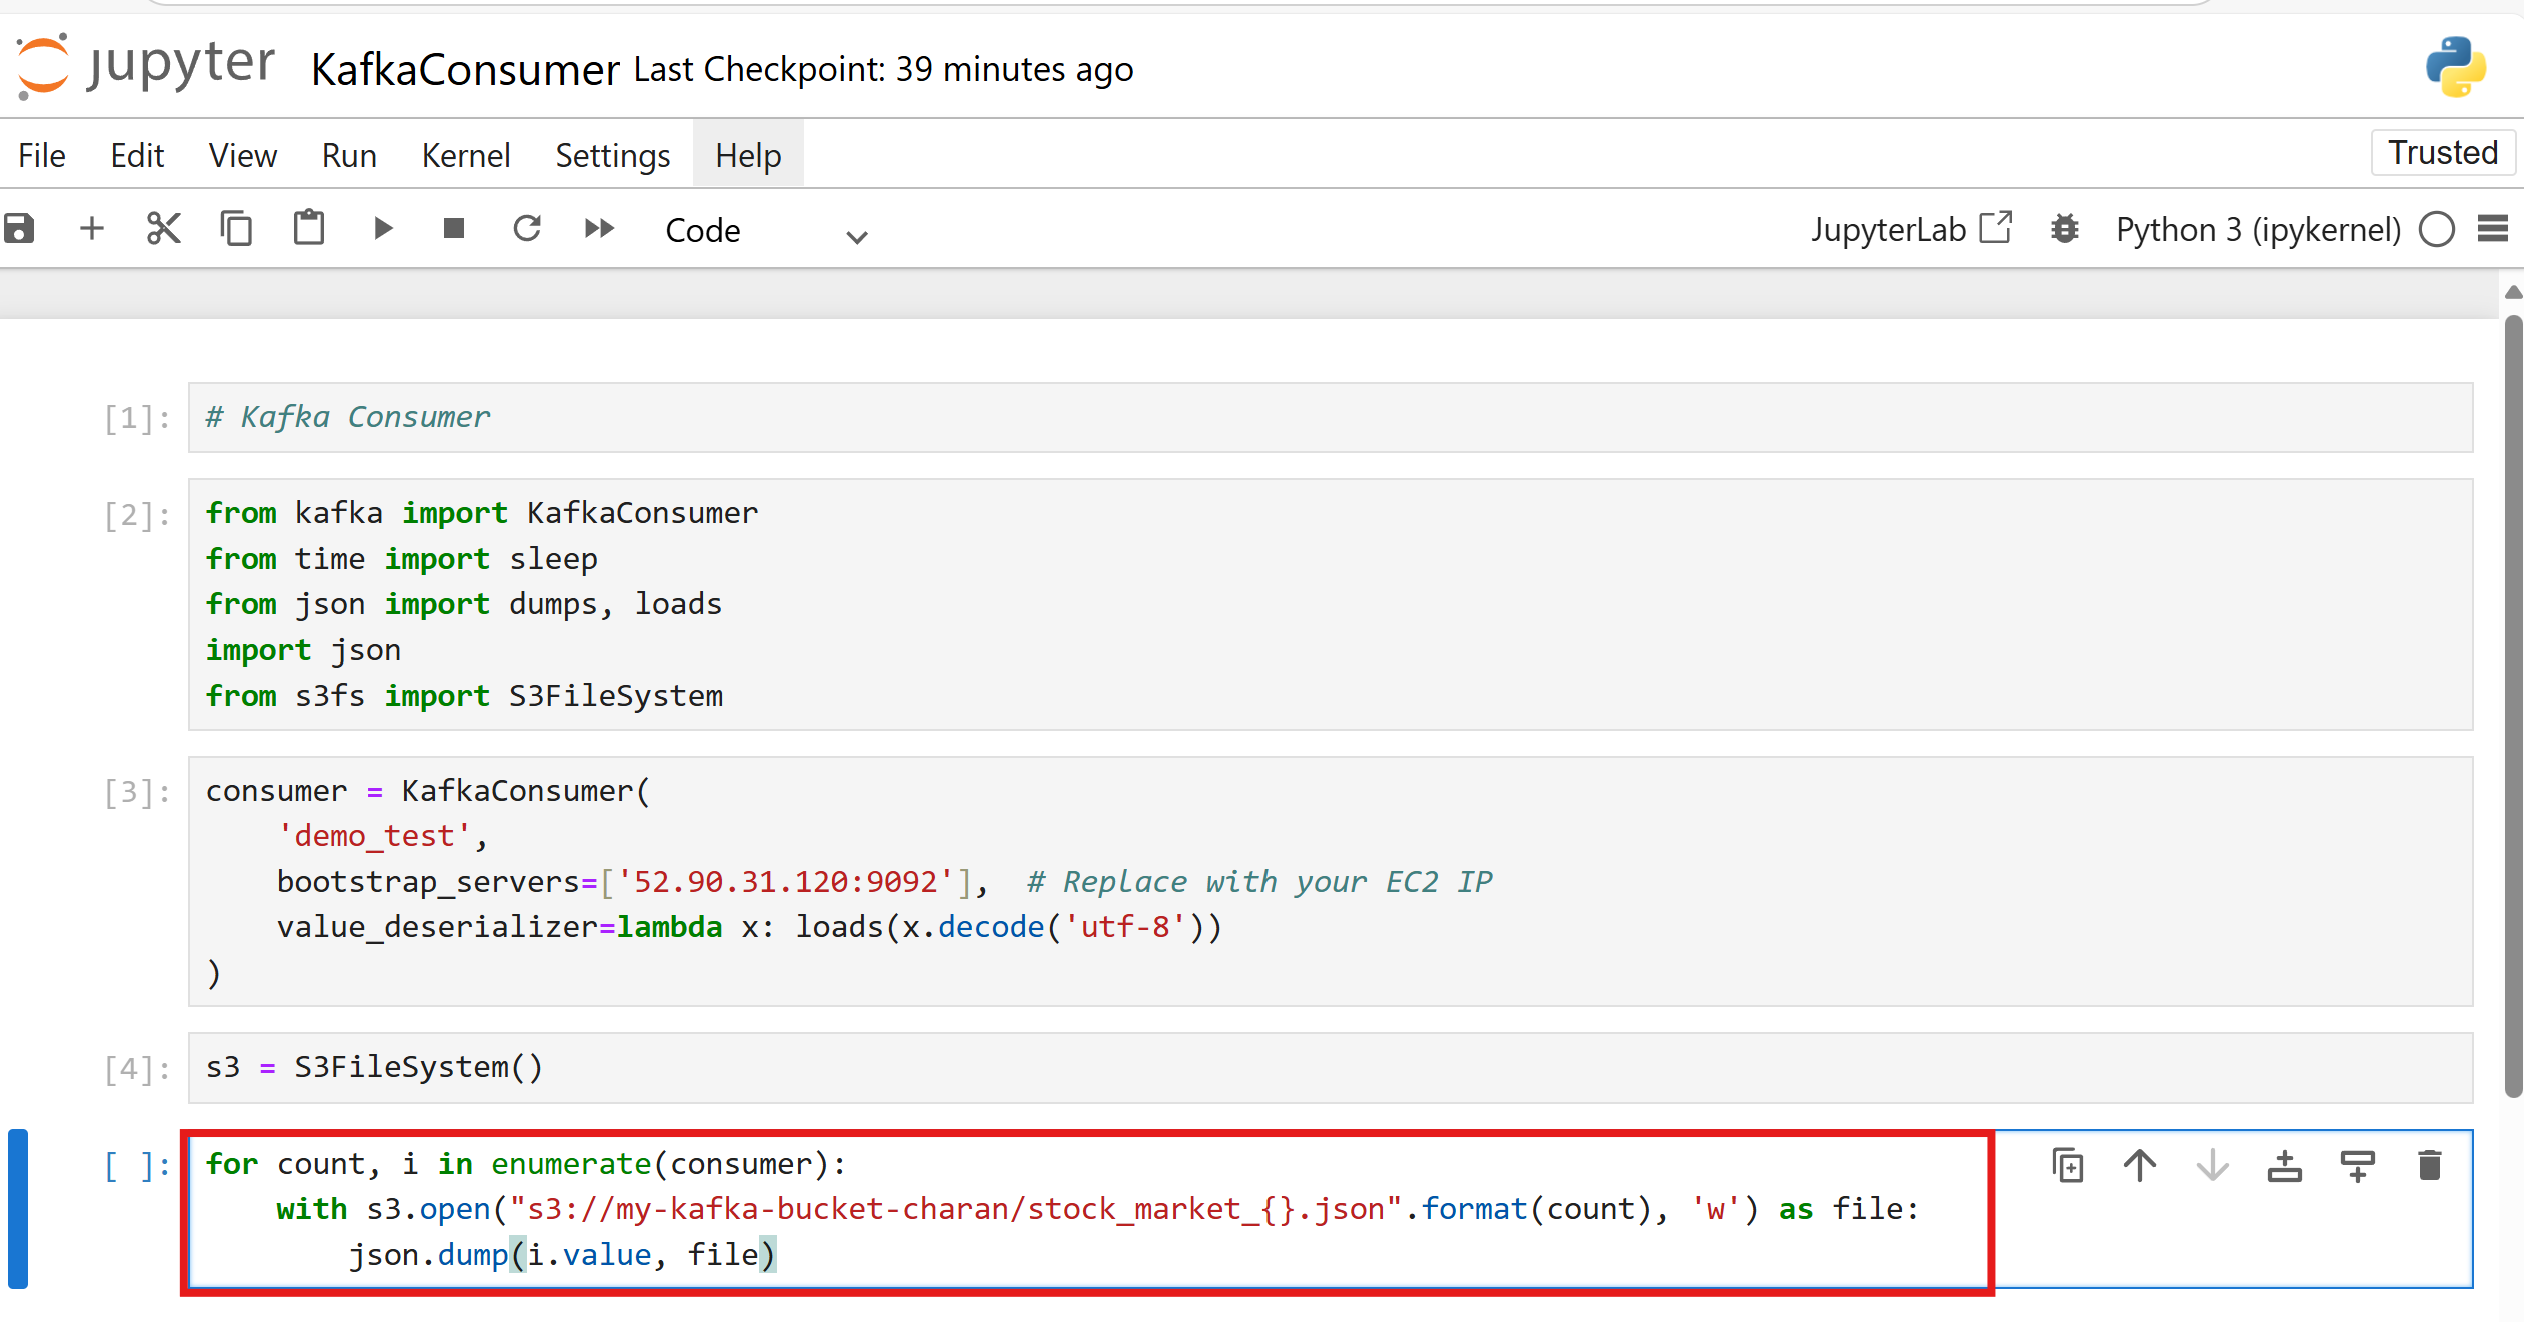 jupyter KafkaConsumer Last Checkpoint: 39 minutes ago
File Edit View Run Kernel Settings Help Trusted
Code JupyterLab Python 3 (ipykernel)
[1]: # Kafka Consumer
[2]: from kafka import KafkaConsumer
from time import sleep
from json import dumps, loads
import json
from s3fs import S3FileSystem
[3]: consumer = KafkaConsumer(
    'demo_test',
    bootstrap_servers=['52.90.31.120:9092'],  # Replace with your EC2 IP
    value_deserializer=lambda x: loads(x.decode('utf-8'))
)
[4]: s3 = S3FileSystem()
[ ]: for count, i in enumerate(consumer):
    with s3.open("s3://my-kafka-bucket-charan/stock_market_{}.json".format(count), 'w') as file:
        json.dump(i.value, file)